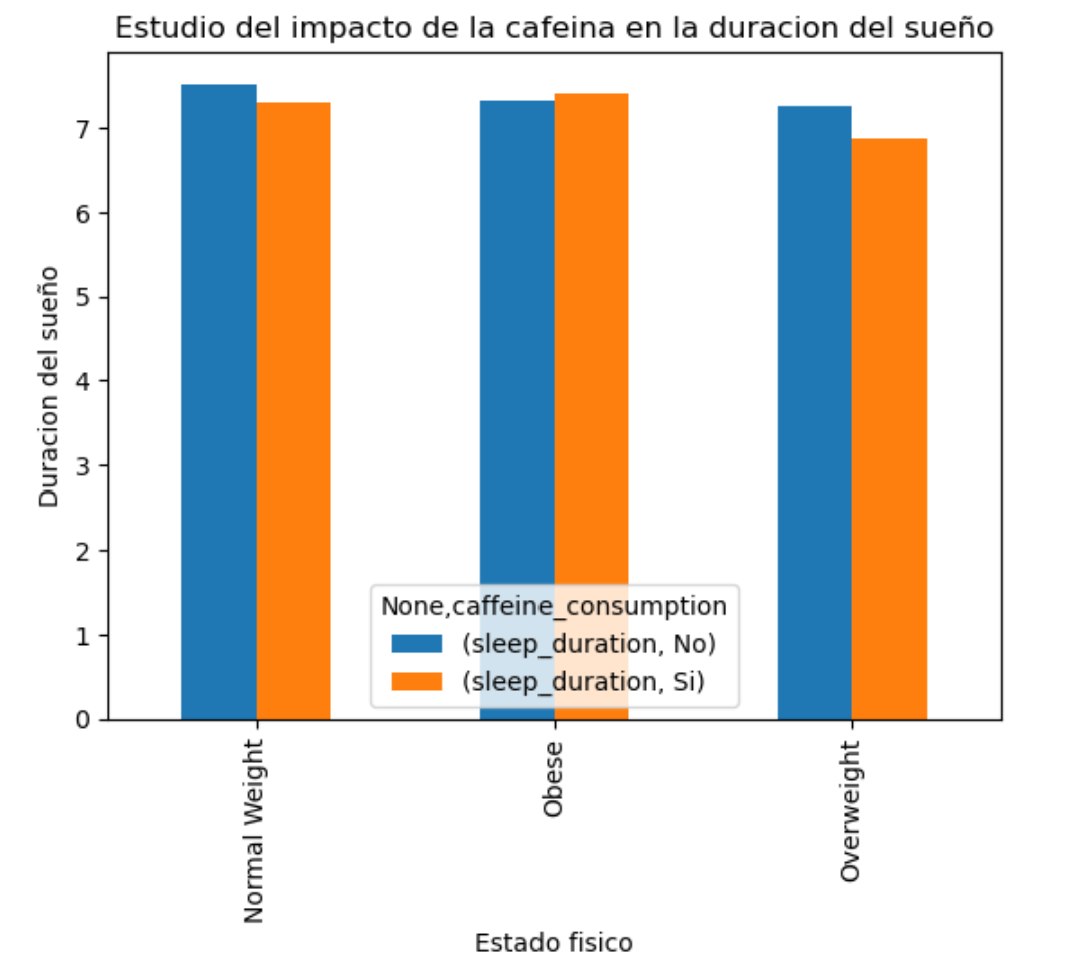 Estudio del impacto de la cafeina en la duracion del sueño
Duracion del sueño
7
6
5
4
3
2
1
0
None,caffeine_consumption
(sleep_duration, No)
(sleep_duration, Si)
Normal Weight
Obese
Overweight
Estado fisico